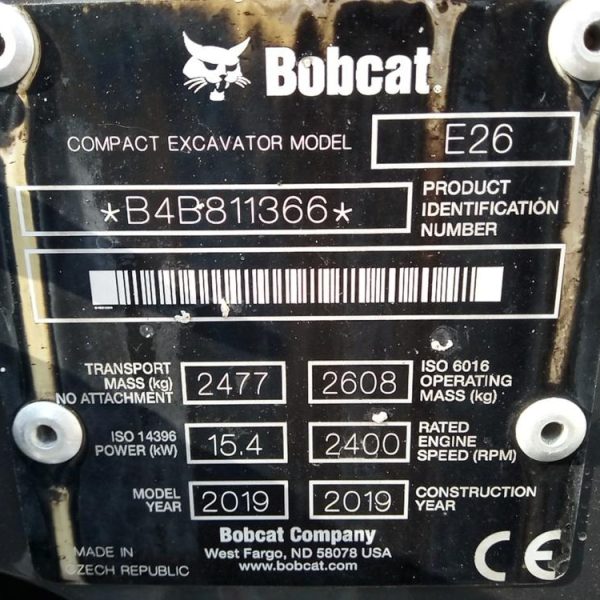 Bobcat®
COMPACT EXCAVATOR MODEL E26
*B4B811366* PRODUCT
IDENTIFICATION
NUMBER
TRANSPORT
MASS (kg)
NO ATTACHMENT
2477
2608
ISO 6016
OPERATING
MASS (kg)
ISO 14396
POWER (kW)
15.4
2400
RATED
ENGINE
SPEED (RPM)
MODEL
YEAR
2019
2019
CONSTRUCTION
YEAR
Bobcat Company
West Fargo, ND 58078 USA
www.bobcat.com
MADE IN
CZECH REPUBLIC
CE